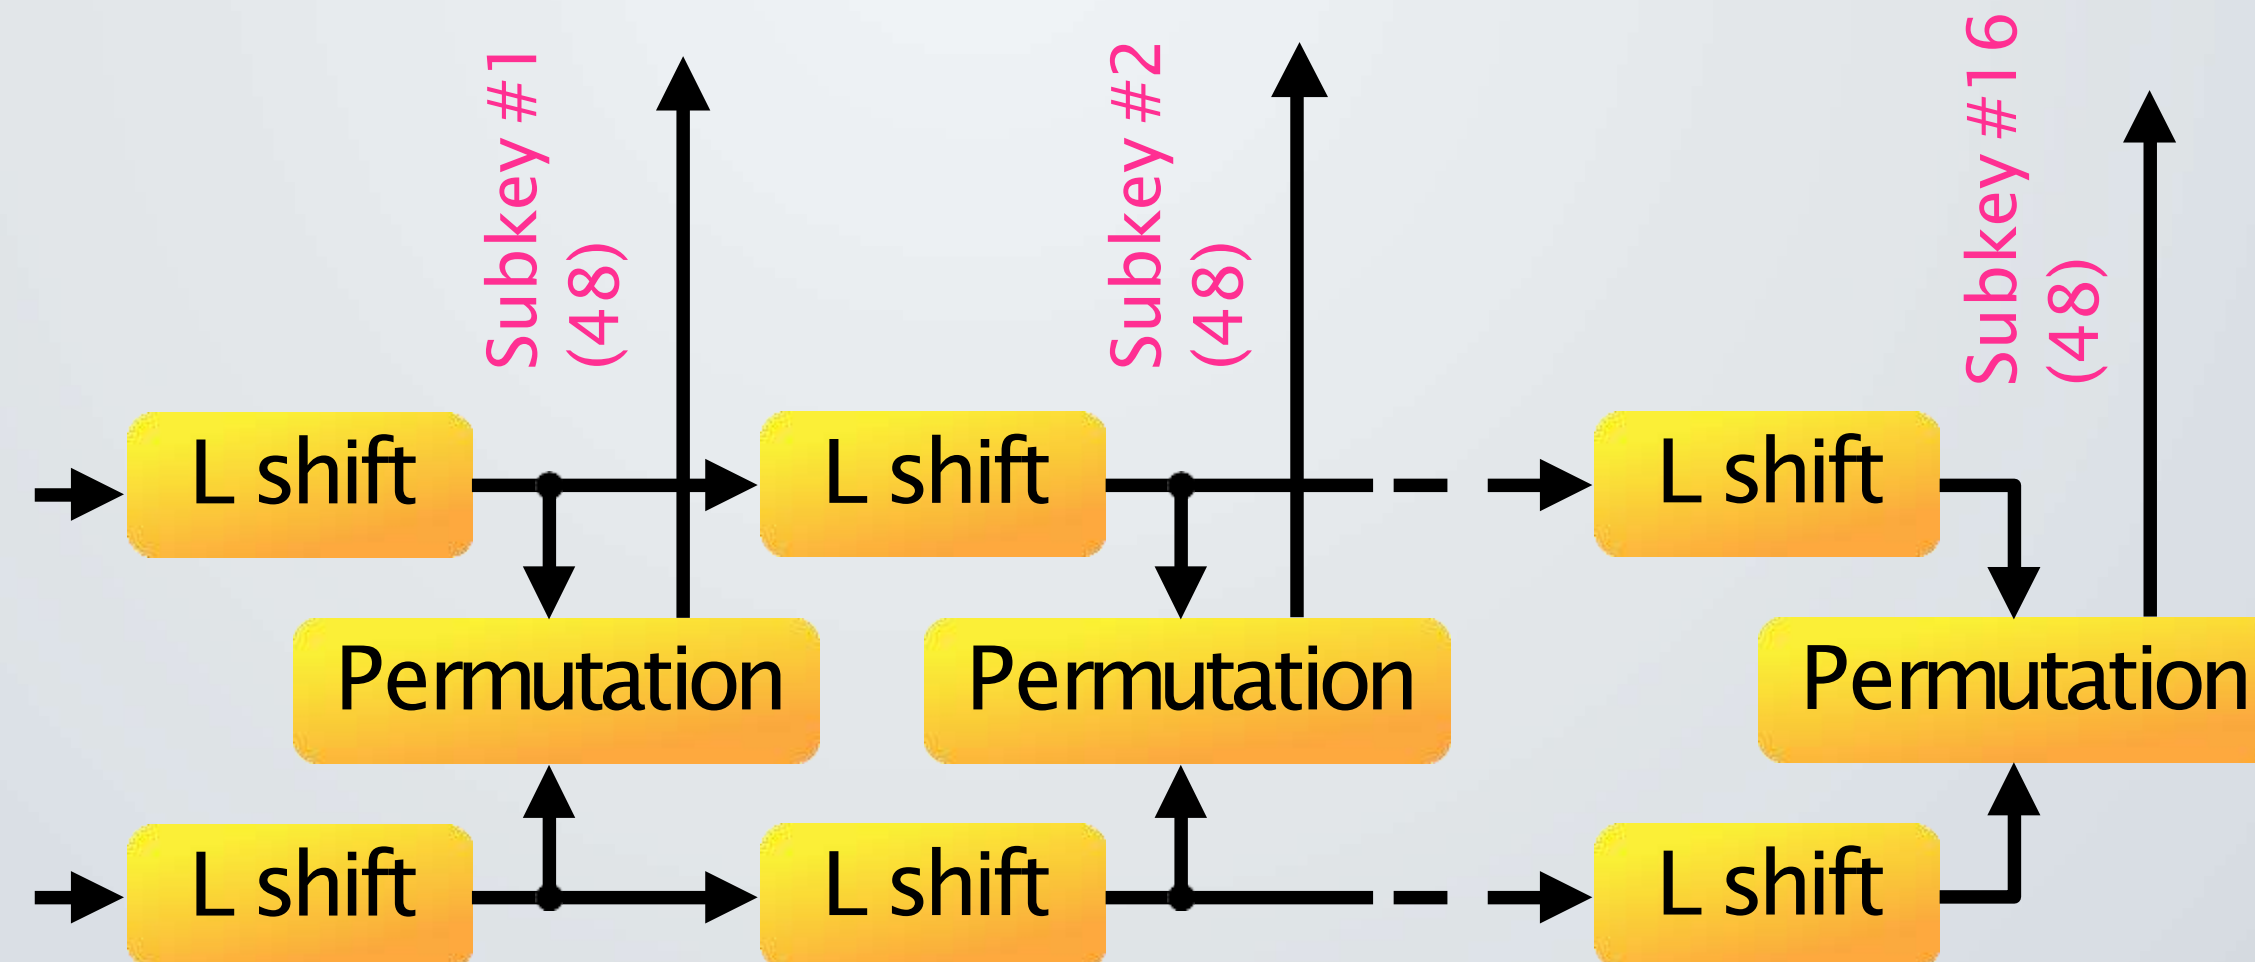 Subkey #1
(48)
Subkey #2
(48)
Subkey #16
(48)
L shift
L shift
L shift
Permutation
Permutation
Permutation
L shift
L shift
L shift